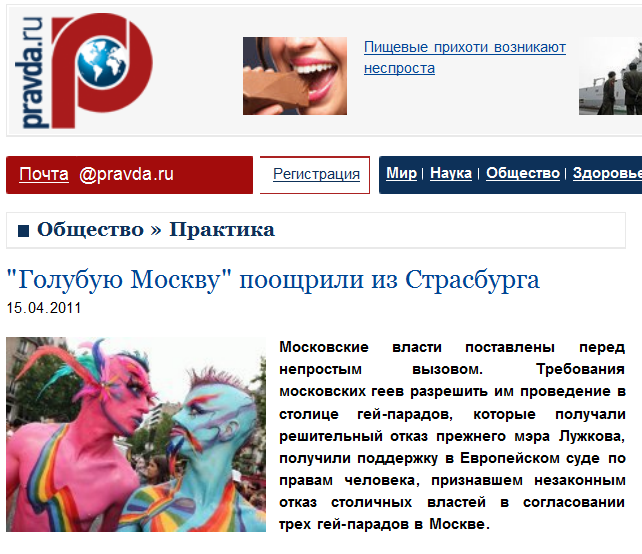 pravda.ru
Пищевые прихоти возникают
неспроста
Почта @pravda.ru
Регистрация
Мир | Наука | Общество | Здоровье
Общество » Практика
"Голубую Москву" поощрили из Страсбурга
15.04.2011
Московские власти поставлены перед
непростым вызовом. Требования
московских геев разрешить им проведение в
столице гей-парадов, которые получали
решительный отказ прежнего мэра Лужкова,
получили поддержку в Европейском суде по
правам человека, признавшем незаконным
отказ столичных властей в согласовании
трех гей-парадов в Москве.